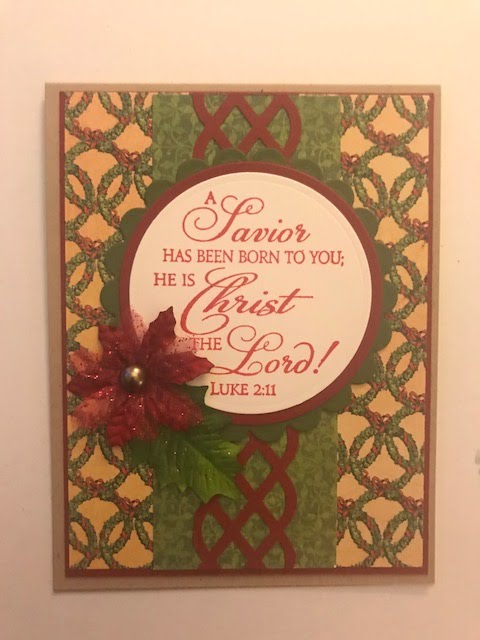 A
Savior
HAS BEEN BORN TO YOU;
HE IS Christ
THE Lord!
LUKE 2:11